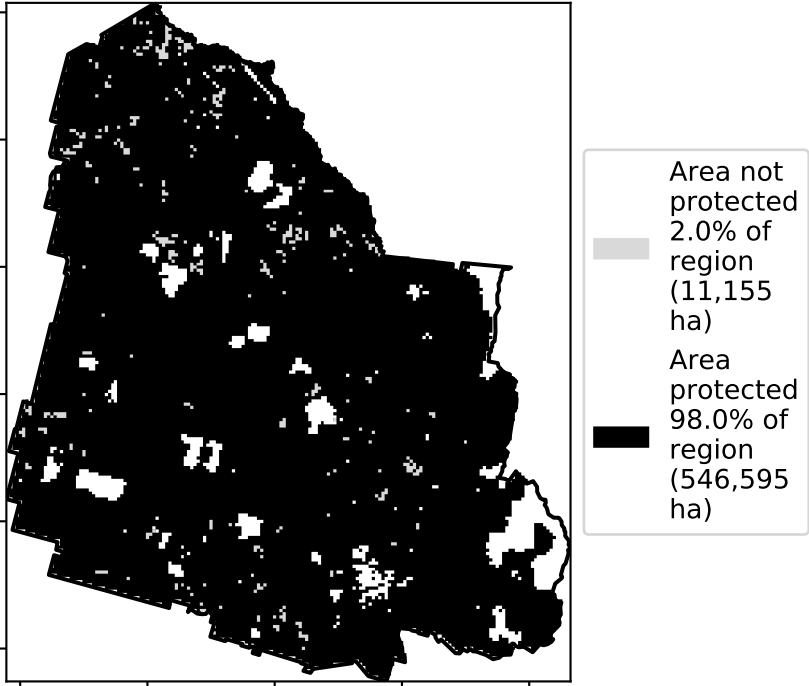 Area not
protected
2.0% of
region
(11,155
ha)
Area
protected
98.0% of
region
(546,595
ha)